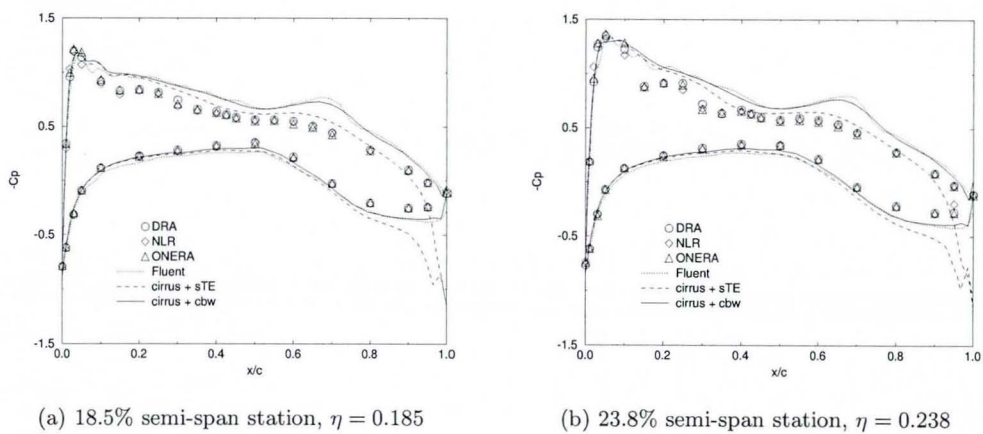 1.5
0.5
-0.5
-1.5
-Cp
0.0
0.2
0.4
0.6
0.8
1.0
x/c
DRA
NLR
ONERA
Fluent
cirrus + sTE
cirrus + cbw
(a) 18.5% semi-span station, η = 0.185
1.5
0.5
-0.5
-1.5
-Cp
0.0
0.2
0.4
0.6
0.8
1.0
x/c
DRA
NLR
ONERA
Fluent
cirrus + sTE
cirrus + cbw
(b) 23.8% semi-span station, η = 0.238